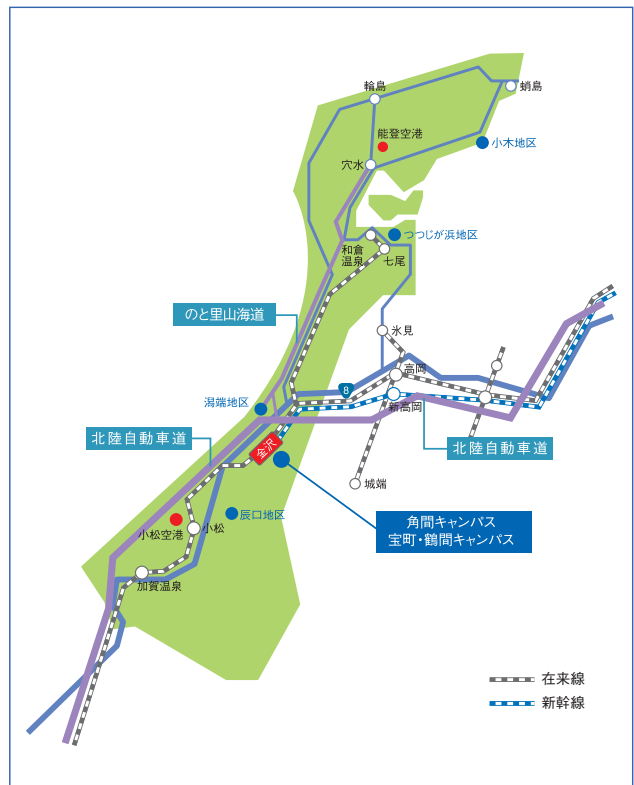 輪島
蛸島
能登空港
小木地区
穴水
つつじが浜地区
和倉
温泉
七尾
のと里山海道
氷見
高岡
8
新高岡
潟端地区
北陸自動車道
金沢
北陸自動車道
城端
辰口地区
角間キャンパス
宝町・鶴間キャンパス
小松空港
小松
加賀温泉
在来線
新幹線